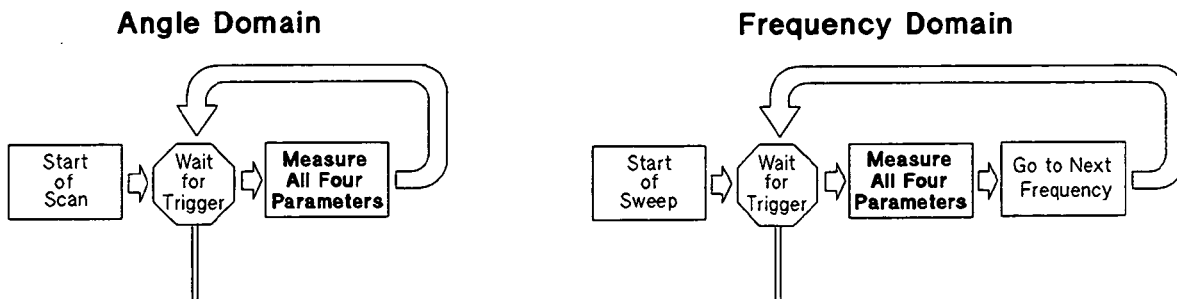 Angle Domain
Start
of
Scan
Wait
for
Trigger
Measure
All Four
Parameters
Frequency Domain
Start
of
Sweep
Wait
for
Trigger
Measure
All Four
Parameters
Go to Next
Frequency